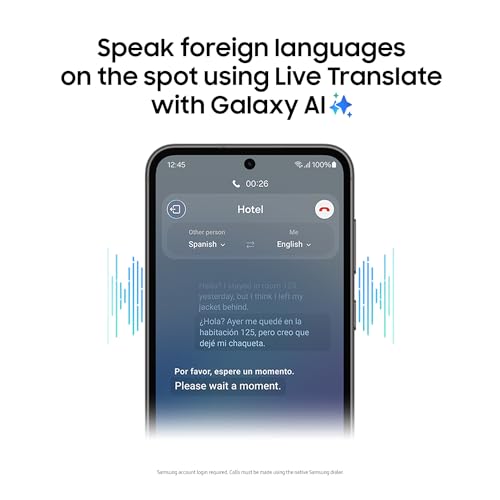 Speak foreign languages
on the spot using Live Translate
with Galaxy AI
12:45
100%
00:26
Hotel
Other person
Me
Spanish
English
Hello? I stayed in room 125
yesterday, but I think I left my
jacket behind.
¿Hola? Ayer me quedé en la
habitación 125, pero creo que
dejé mi chaqueta.
Por favor, espere un momento.
Please wait a moment.
Samsung account login required. Calls must be made using the native Samsung dialer.